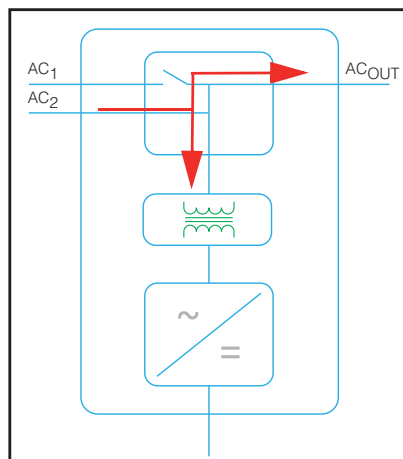 AC₁
ACOUT
AC₂
~
=